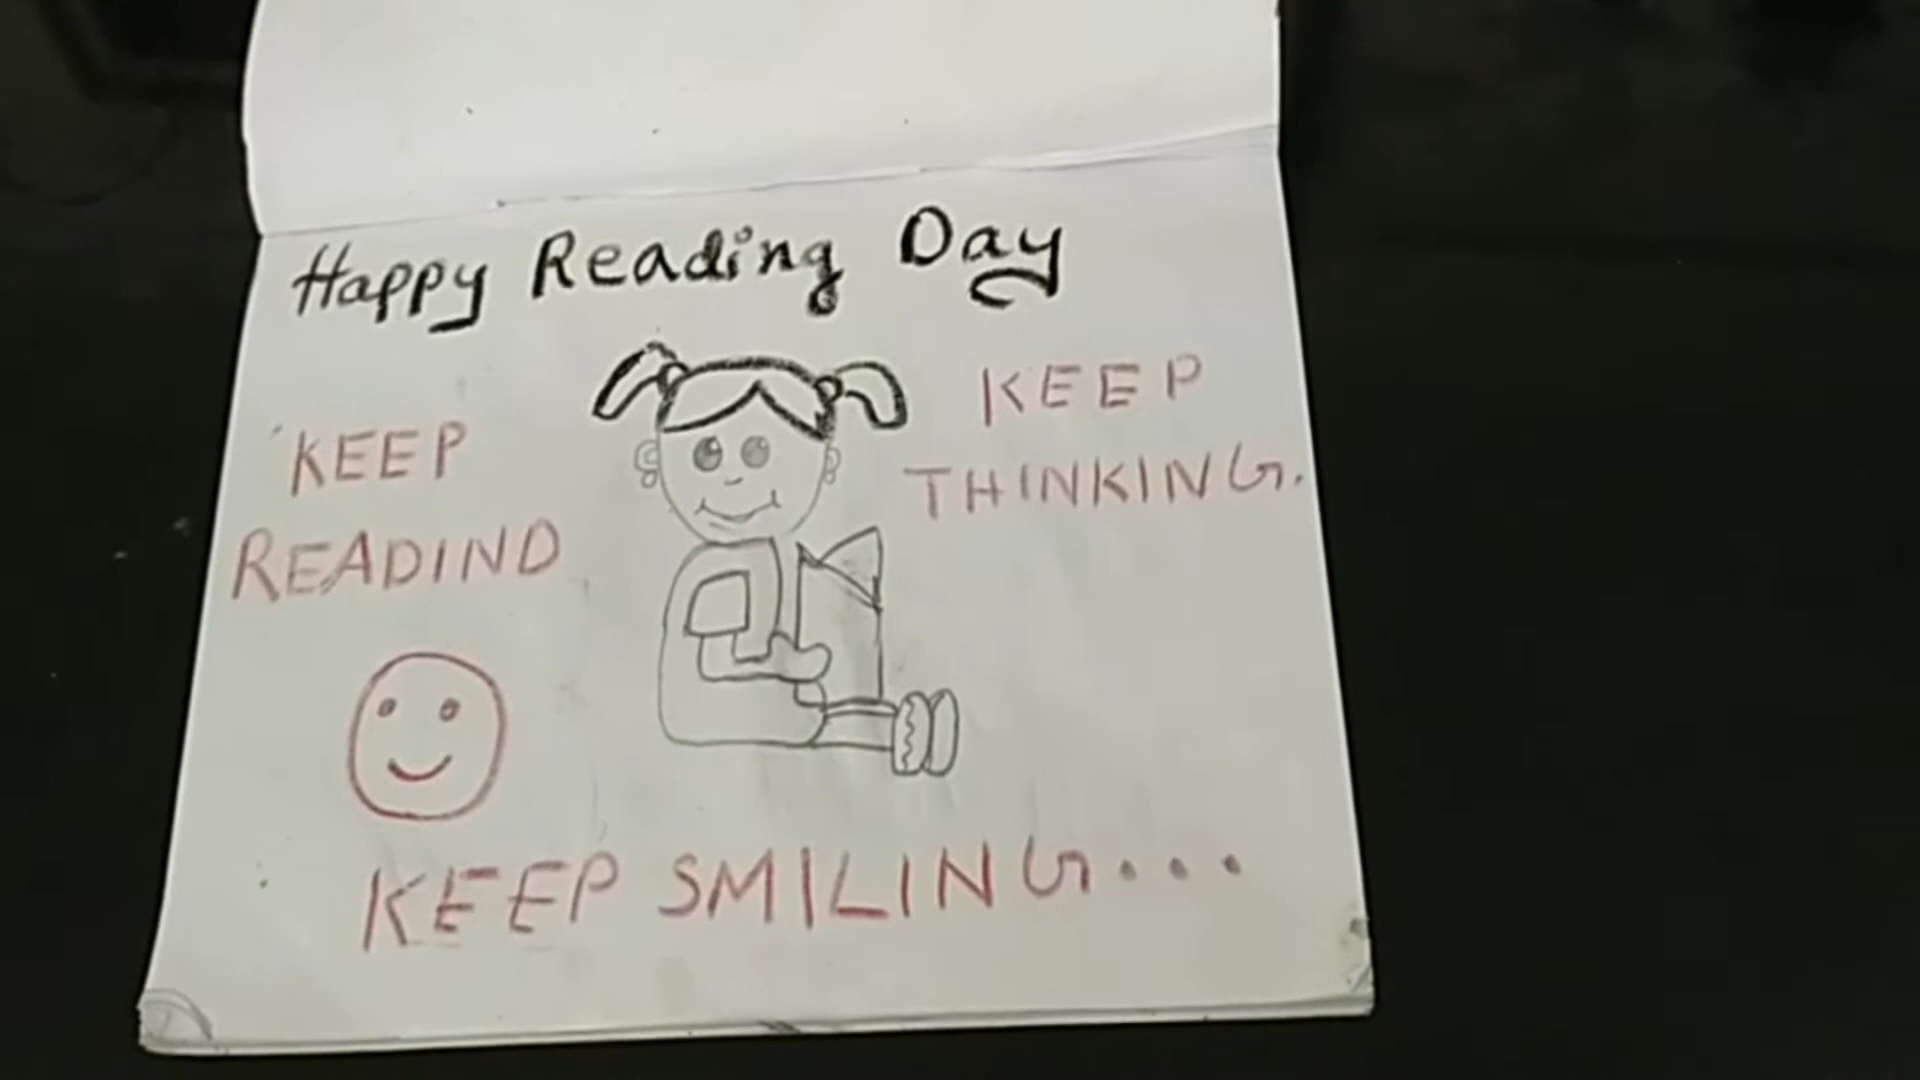 Happy Reading Day
KEEP
READIND
KEEP
THINKING.
KEEP SMILING...